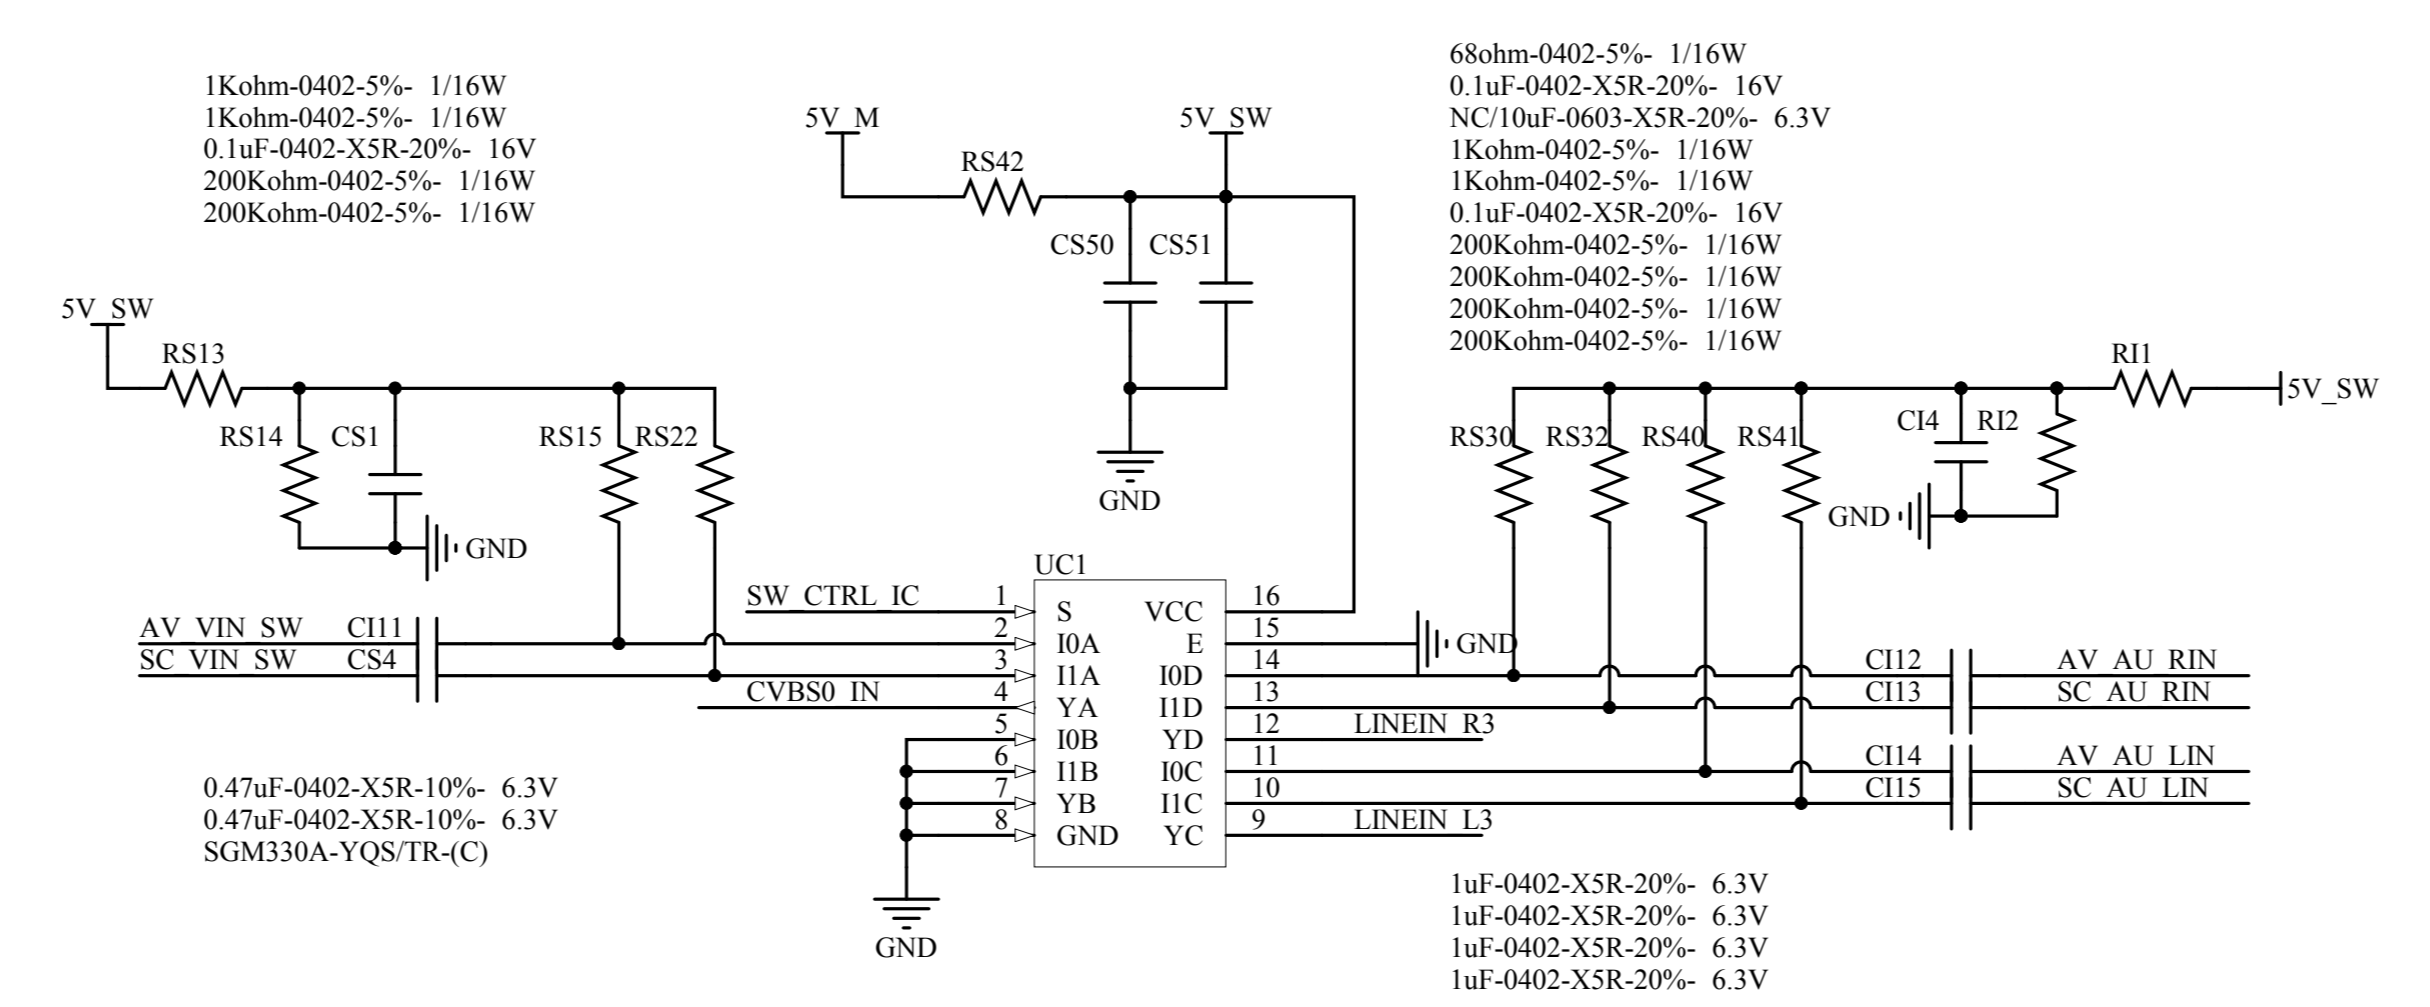 1Kohm-0402-5%- 1/16W
1Kohm-0402-5%- 1/16W
0.1uF-0402-X5R-20%- 16V
200Kohm-0402-5%- 1/16W
200Kohm-0402-5%- 1/16W
5V_M
5V_SW
RS42
CS50
CS51
GND
68ohm-0402-5%- 1/16W
0.1uF-0402-X5R-20%- 16V
NC/10uF-0603-X5R-20%- 6.3V
1Kohm-0402-5%- 1/16W
1Kohm-0402-5%- 1/16W
0.1uF-0402-X5R-20%- 16V
200Kohm-0402-5%- 1/16W
200Kohm-0402-5%- 1/16W
200Kohm-0402-5%- 1/16W
200Kohm-0402-5%- 1/16W
5V_SW
RS13
RS14
CS1
RS15
RS22
GND
RI1
5V_SW
RS30
RS32
RS40
RS41
CI4
RI2
GND
UC1
SW_CTRL_IC
1
S
VCC
16
AV_VIN_SW
CI11
2
I0A
E
15
GND
SC_VIN_SW
CS4
3
I1A
I0D
14
CI12
AV_AU_RIN
CVBS0_IN
4
YA
I1D
13
CI13
SC_AU_RIN
5
I0B
YD
12
LINEIN_R3
6
I1B
I0C
11
CI14
AV_AU_LIN
7
YB
I1C
10
CI15
SC_AU_LIN
8
GND
YC
9
LINEIN_L3
GND
0.47uF-0402-X5R-10%- 6.3V
0.47uF-0402-X5R-10%- 6.3V
SGM330A-YQS/TR-(C)
1uF-0402-X5R-20%- 6.3V
1uF-0402-X5R-20%- 6.3V
1uF-0402-X5R-20%- 6.3V
1uF-0402-X5R-20%- 6.3V